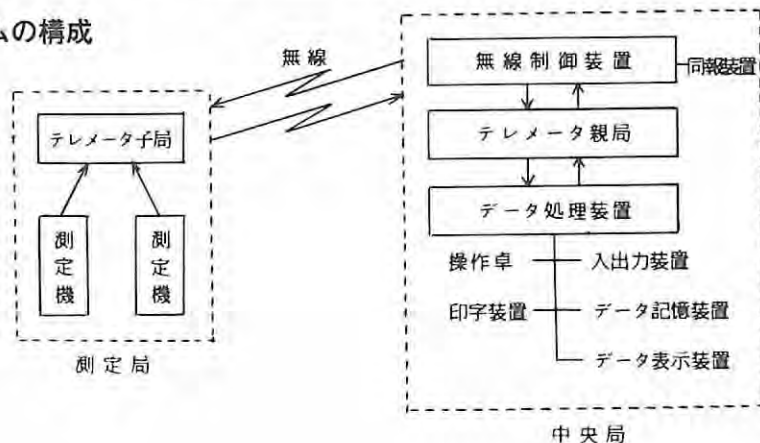 ムの構成
無線
無線制御装置
同報装置
テレメータ子局
テレメータ親局
データ処理装置
測定機
測定機
操作卓
入出力装置
印字装置
データ記憶装置
データ表示装置
測定局
中央局